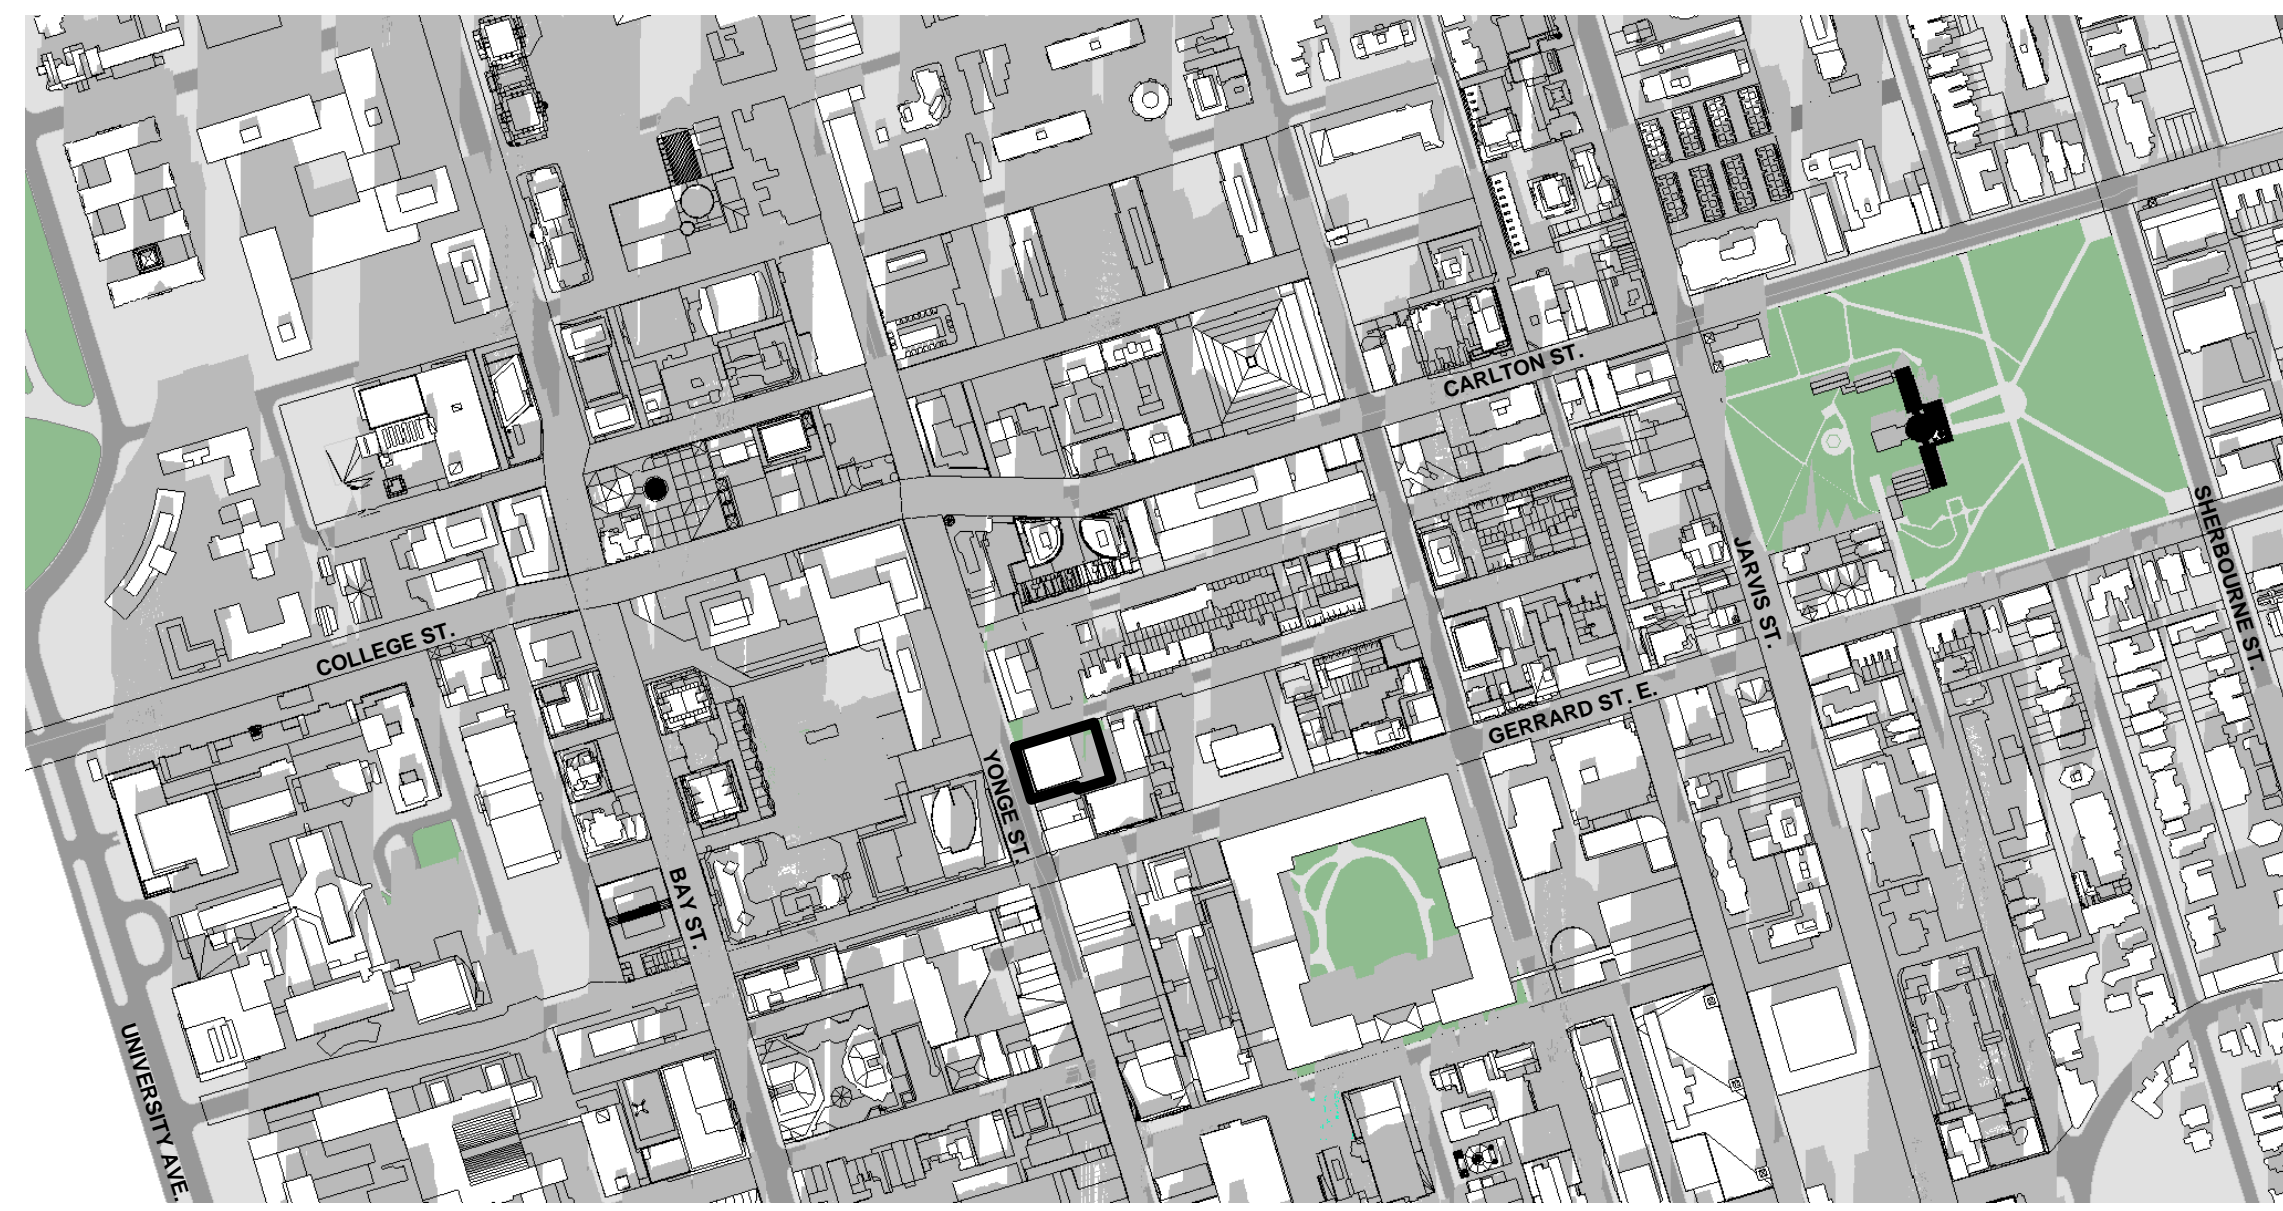 CARLTON ST.
SHERBOURNE ST.
JARVIS ST.
COLLEGE ST.
GERRARD ST. E.
YONGE ST.
BAY ST.
UNIVERSITY AVE.